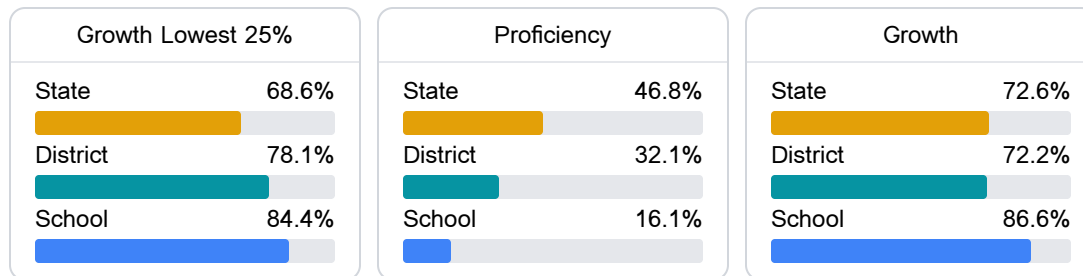 Growth Lowest 25%
State 68.6%
District 78.1%
School 84.4%
Proficiency
State 46.8%
District 32.1%
School 16.1%
Growth
State 72.6%
District 72.2%
School 86.6%